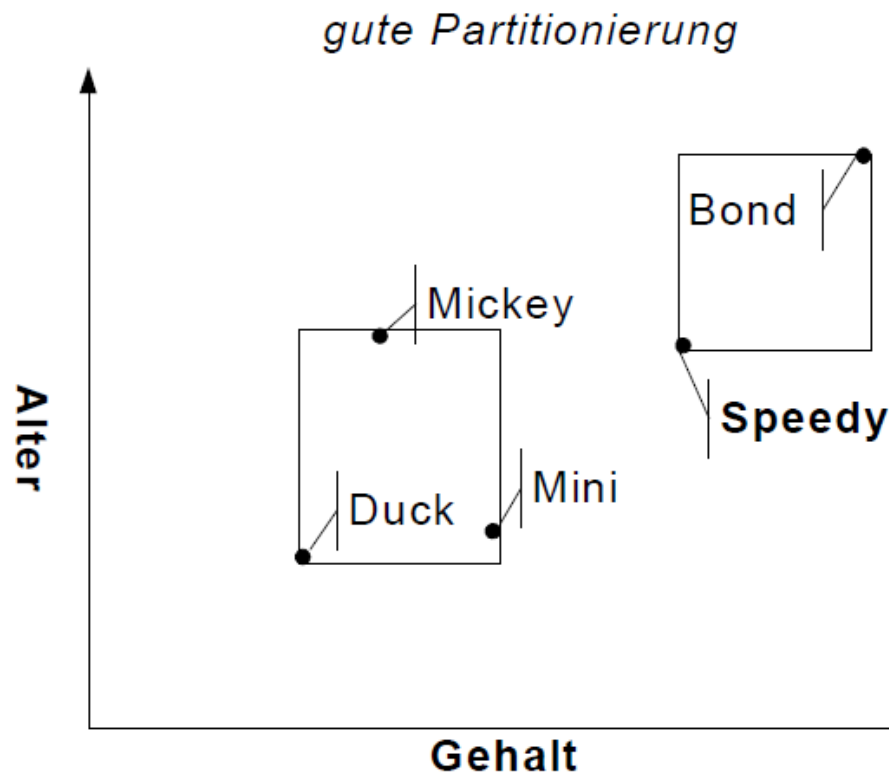 gute Partitionierung
Bond
Mickey
Speedy
Mini
Duck
Alter
Gehalt